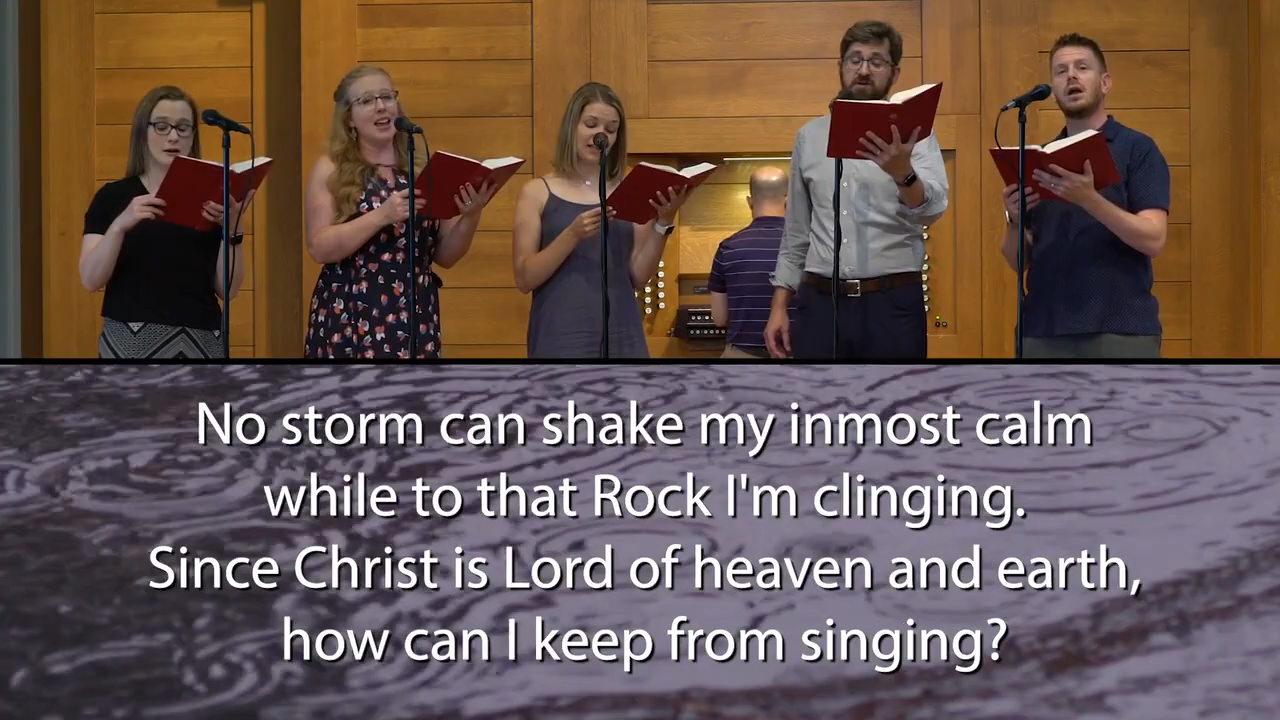 No storm can shake my inmost calm
while to that Rock I'm clinging.
Since Christ is Lord of heaven and earth,
how can I keep from singing?